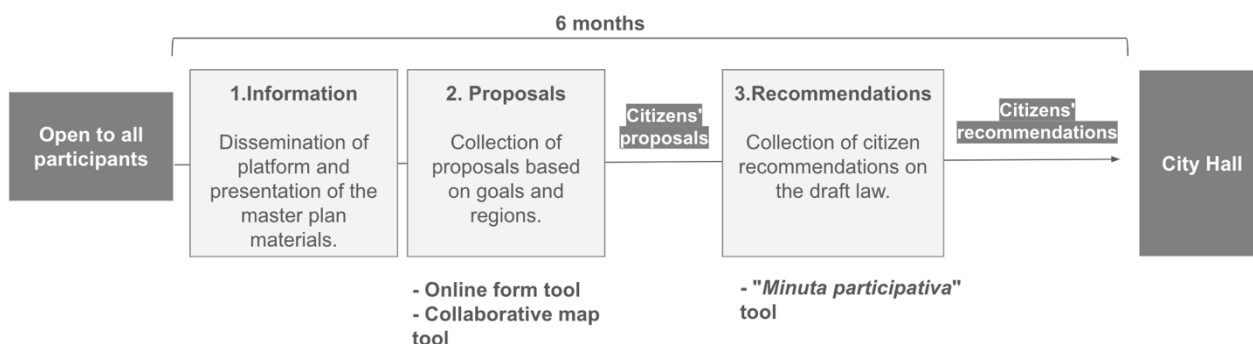 6 months
Open to all
participants
1.Information
Dissemination of
platform and
presentation of the
master plan
materials.
2. Proposals
Collection of
proposals based
on goals and
regions.
- Online form tool
- Collaborative map
tool
Citizens'
proposals
3.Recommendations
Collection of citizen
recommendations on
the draft law.
- "Minuta participativa"
tool
Citizens'
recommendations
City Hall